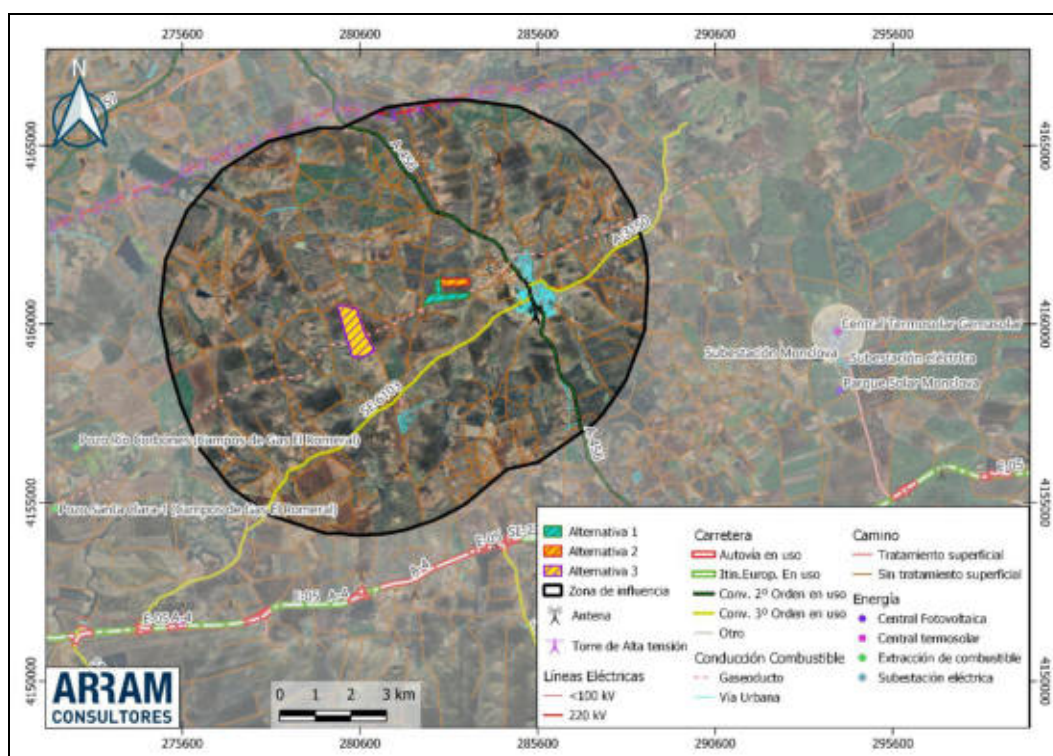 275600 280600 285600 290600 295600
N
4165000 4165000
A-456
A-3150
4160000 4160000
Central Termosolar Gemasolar
Subestación Monclova Subestación eléctrica
Parque Solar Monclova
SE-6103
Pozo Río Corbones (Campos de Gas El Romeral)
A-456
E-05
4155000 4155000
Pozo Santa Clara-1 (Campos de Gas El Romeral)
E-05
A-4
E-05 A-4
E-05 A-4
Alternativa 1
Alternativa 2
Alternativa 3
Zona de influencia
Antena
Torre de Alta tensión
Líneas Eléctricas
<100 kV
220 kV
Carretera
Autovía en uso
Itin.Europ. En uso
Conv. 2º Orden en uso
Conv. 3º Orden en uso
Otro
Conducción Combustible
Gaseoducto
Vía Urbana
Camino
Tratamiento superficial
Sin tratamiento superficial
Energía
Central Fotovoltaica
Central termosolar
Extracción de combustible
Subestación eléctrica
4150000 4150000
ARRAM
CONSULTORES
0 1 2 3 km
275600 280600 285600 290600 295600